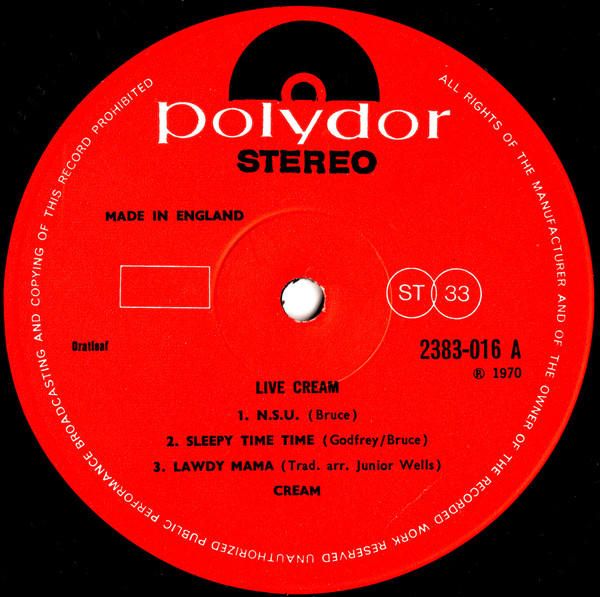 polydor
STEREO
MADE IN ENGLAND
ST 33
Dratleaf
2383-016 A
Ⓟ 1970
LIVE CREAM
1. N.S.U. (Bruce)
2. SLEEPY TIME TIME (Godfrey/Bruce)
3. LAWDY MAMA (Trad. arr. Junior Wells)
CREAM
ALL RIGHTS OF THE MANUFACTURER AND OF THE OWNER OF THE RECORDED WORK RESERVED UNAUTHORIZED PUBLIC PERFORMANCE BROADCASTING AND COPYING OF THIS RECORD PROHIBITED